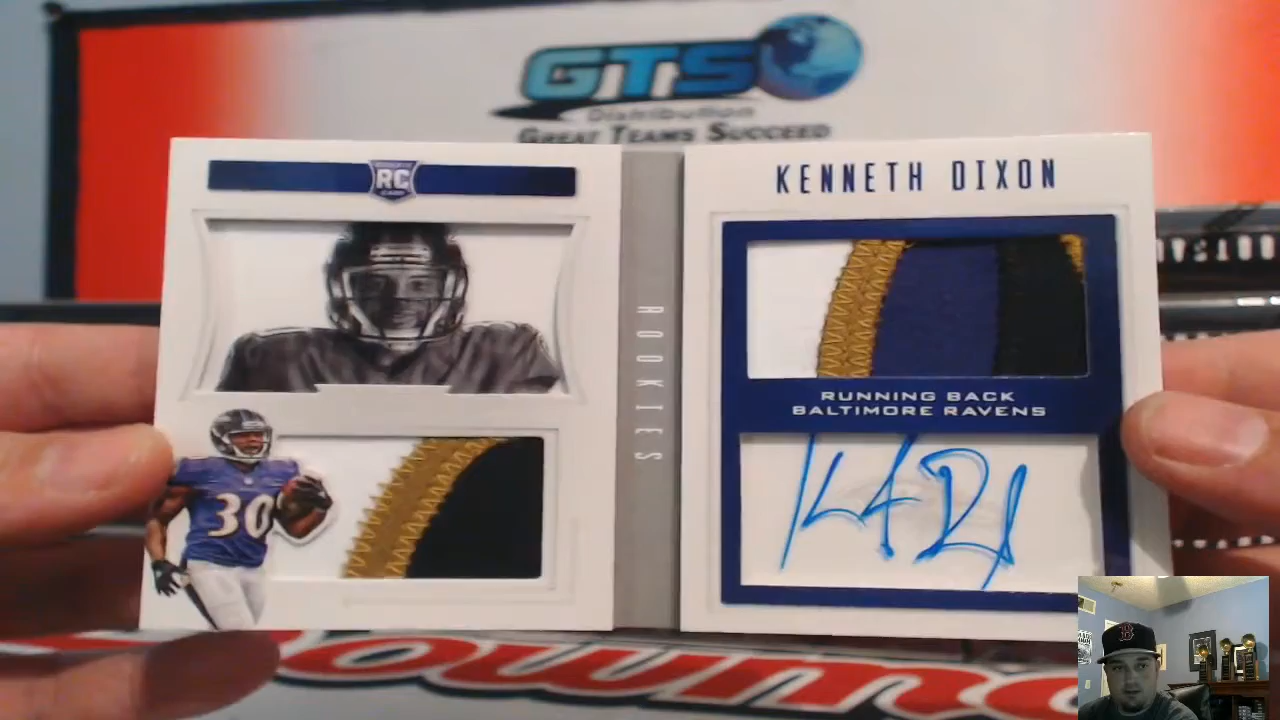 GTS
Distribution
GREAT TEAMS SUCCEED
RC
KENNETH DIXON
ROOKIES
RUNNING BACK
BALTIMORE RAVENS
30
B